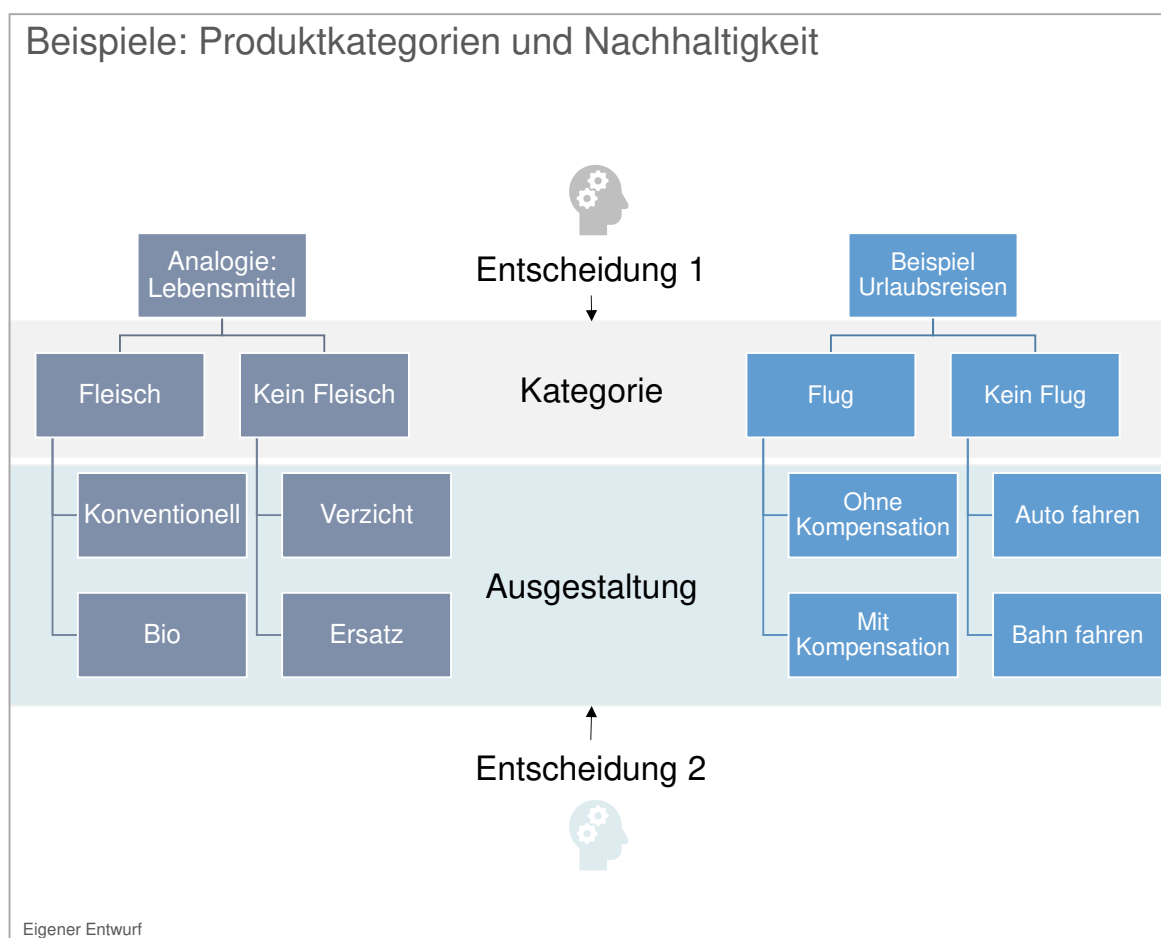 Beispiele: Produktkategorien und Nachhaltigkeit
Analogie:
Lebensmittel
Entscheidung 1
Beispiel
Urlaubsreisen
Fleisch
Kein Fleisch
Kategorie
Flug
Kein Flug
Konventionell
Verzicht
Ohne
Kompensation
Auto fahren
Ausgestaltung
Bio
Ersatz
Mit
Kompensation
Bahn fahren
Entscheidung 2
Eigener Entwurf